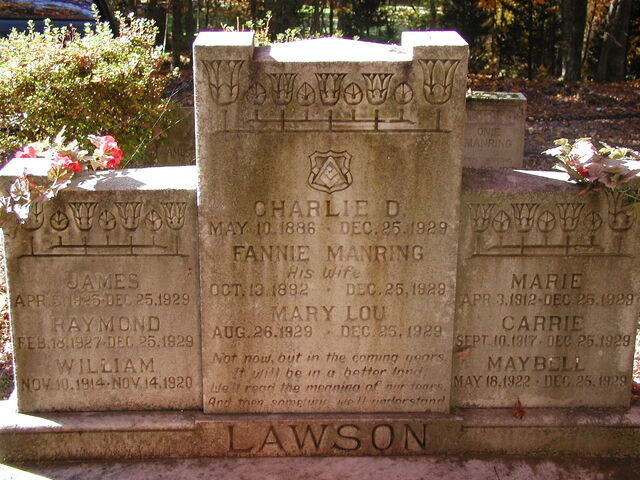 ONIE
MANRING
CHARLIE D.
MAY 10, 1886 - DEC. 25, 1929
FANNIE MANRING
His Wife
OCT. 13, 1892 - DEC. 25, 1929
MARY LOU
AUG. 26, 1929 - DEC. 25, 1929
Not now, but in the coming years,
It will be in a better land,
We'll read the meaning of our tears,
And then sometime We'll understand.
JAMES
APR. 3, 1925 - DEC. 25, 1929
RAYMOND
FEB. 18, 1927 - DEC. 25, 1929
WILLIAM
NOV. 10, 1914 - NOV. 14, 1920
MARIE
APR. 3, 1912 - DEC. 25, 1929
CARRIE
SEPT. 10, 1917 - DEC. 25, 1929
MAYBELL
MAY 18, 1922 - DEC. 25, 1929
LAWSON